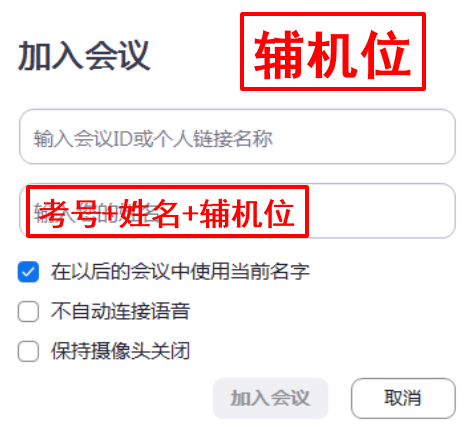 辅机位
加入会议
输入会议ID或个人链接名称
考号+姓名+辅机位
在以后的会议中使用当前名字
不自动连接语音
保持摄像头关闭
加入会议 取消